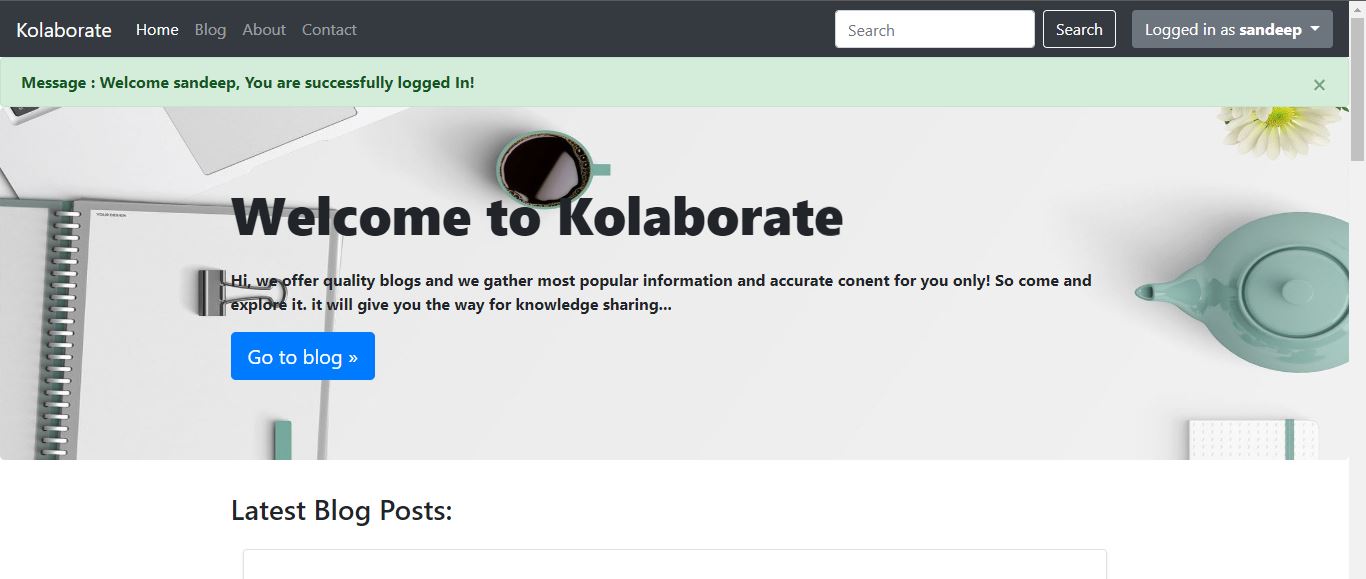 Kolaborate Home Blog About Contact Search Search Logged in as sandeep
Message : Welcome sandeep, You are successfully logged In! ×
YOUR DESIGN
Welcome to Kolaborate
Hi, we offer quality blogs and we gather most popular information and accurate conent for you only! So come and
explore it. it will give you the way for knowledge sharing...
Go to blog »
Latest Blog Posts: